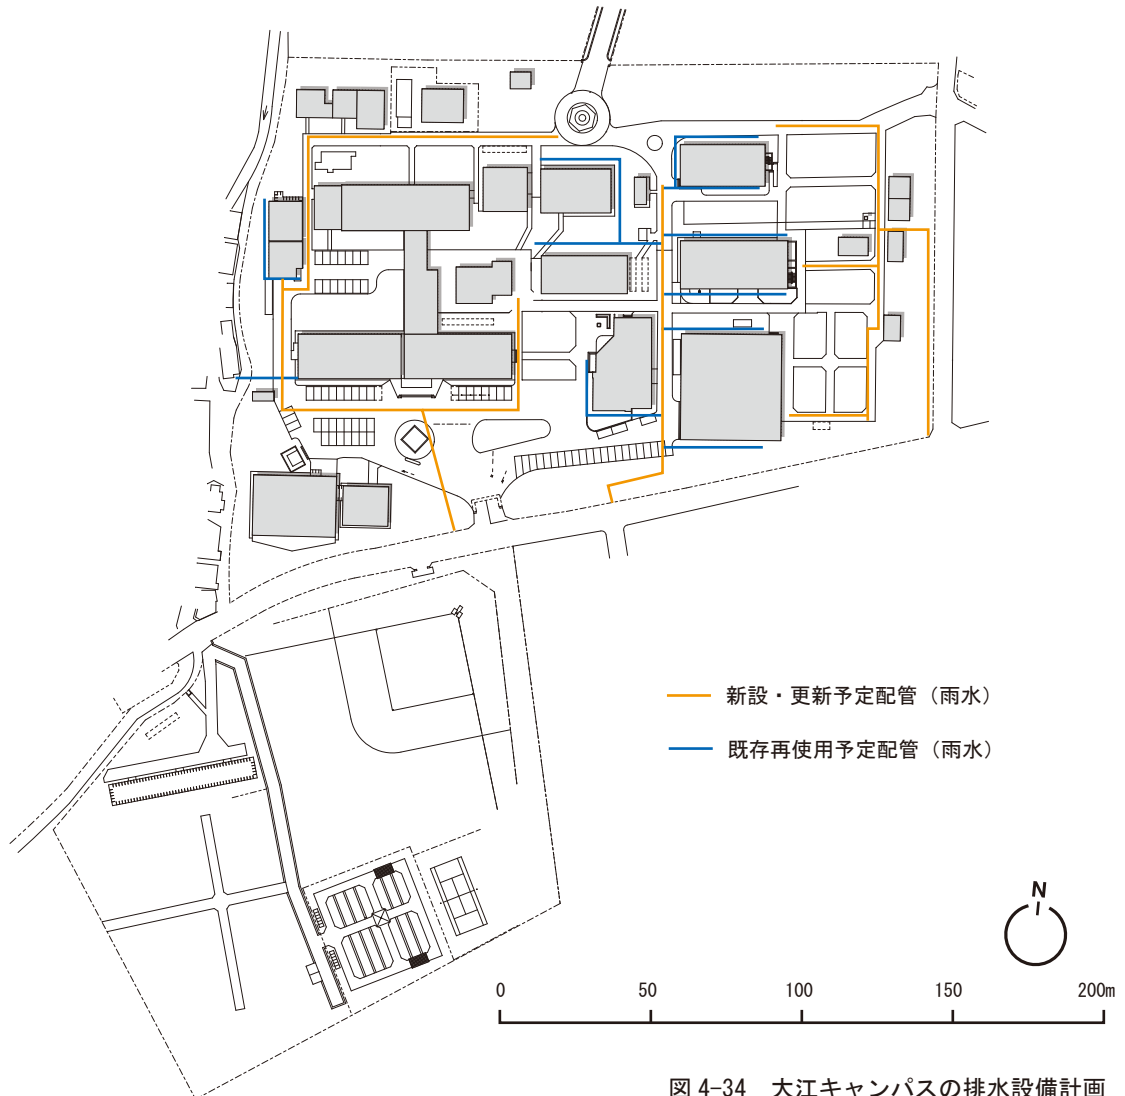 新設・更新予定配管（雨水）
既存再使用予定配管（雨水）
N
0 50 100 150 200m
図 4-34 大江キャンパスの排水設備計画